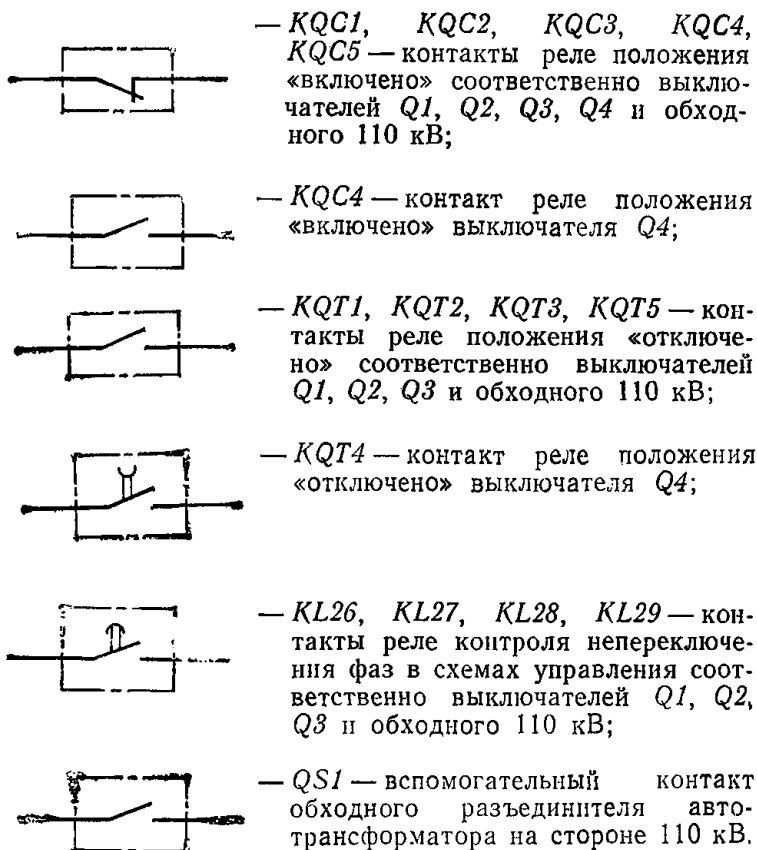 — KQC1, KQC2, KQC3, KQC4,
KQC5 — контакты реле положения
«включено» соответственно выклю-
чателей Q1, Q2, Q3, Q4 и обход-
ного 110 кВ;
— KQC4 — контакт реле положения
«включено» выключателя Q4;
— KQT1, KQT2, KQT3, KQT5 — кон-
такты реле положения «отключе-
но» соответственно выключателей
Q1, Q2, Q3 и обходного 110 кВ;
— KQT4 — контакт реле положения
«отключено» выключателя Q4;
— KL26, KL27, KL28, KL29 — кон-
такты реле контроля непереключе-
ния фаз в схемах управления соот-
ветственно выключателей Q1, Q2,
Q3 и обходного 110 кВ;
— QS1 — вспомогательный контакт
обходного разъединителя авто-
трансформатора на стороне 110 кВ.